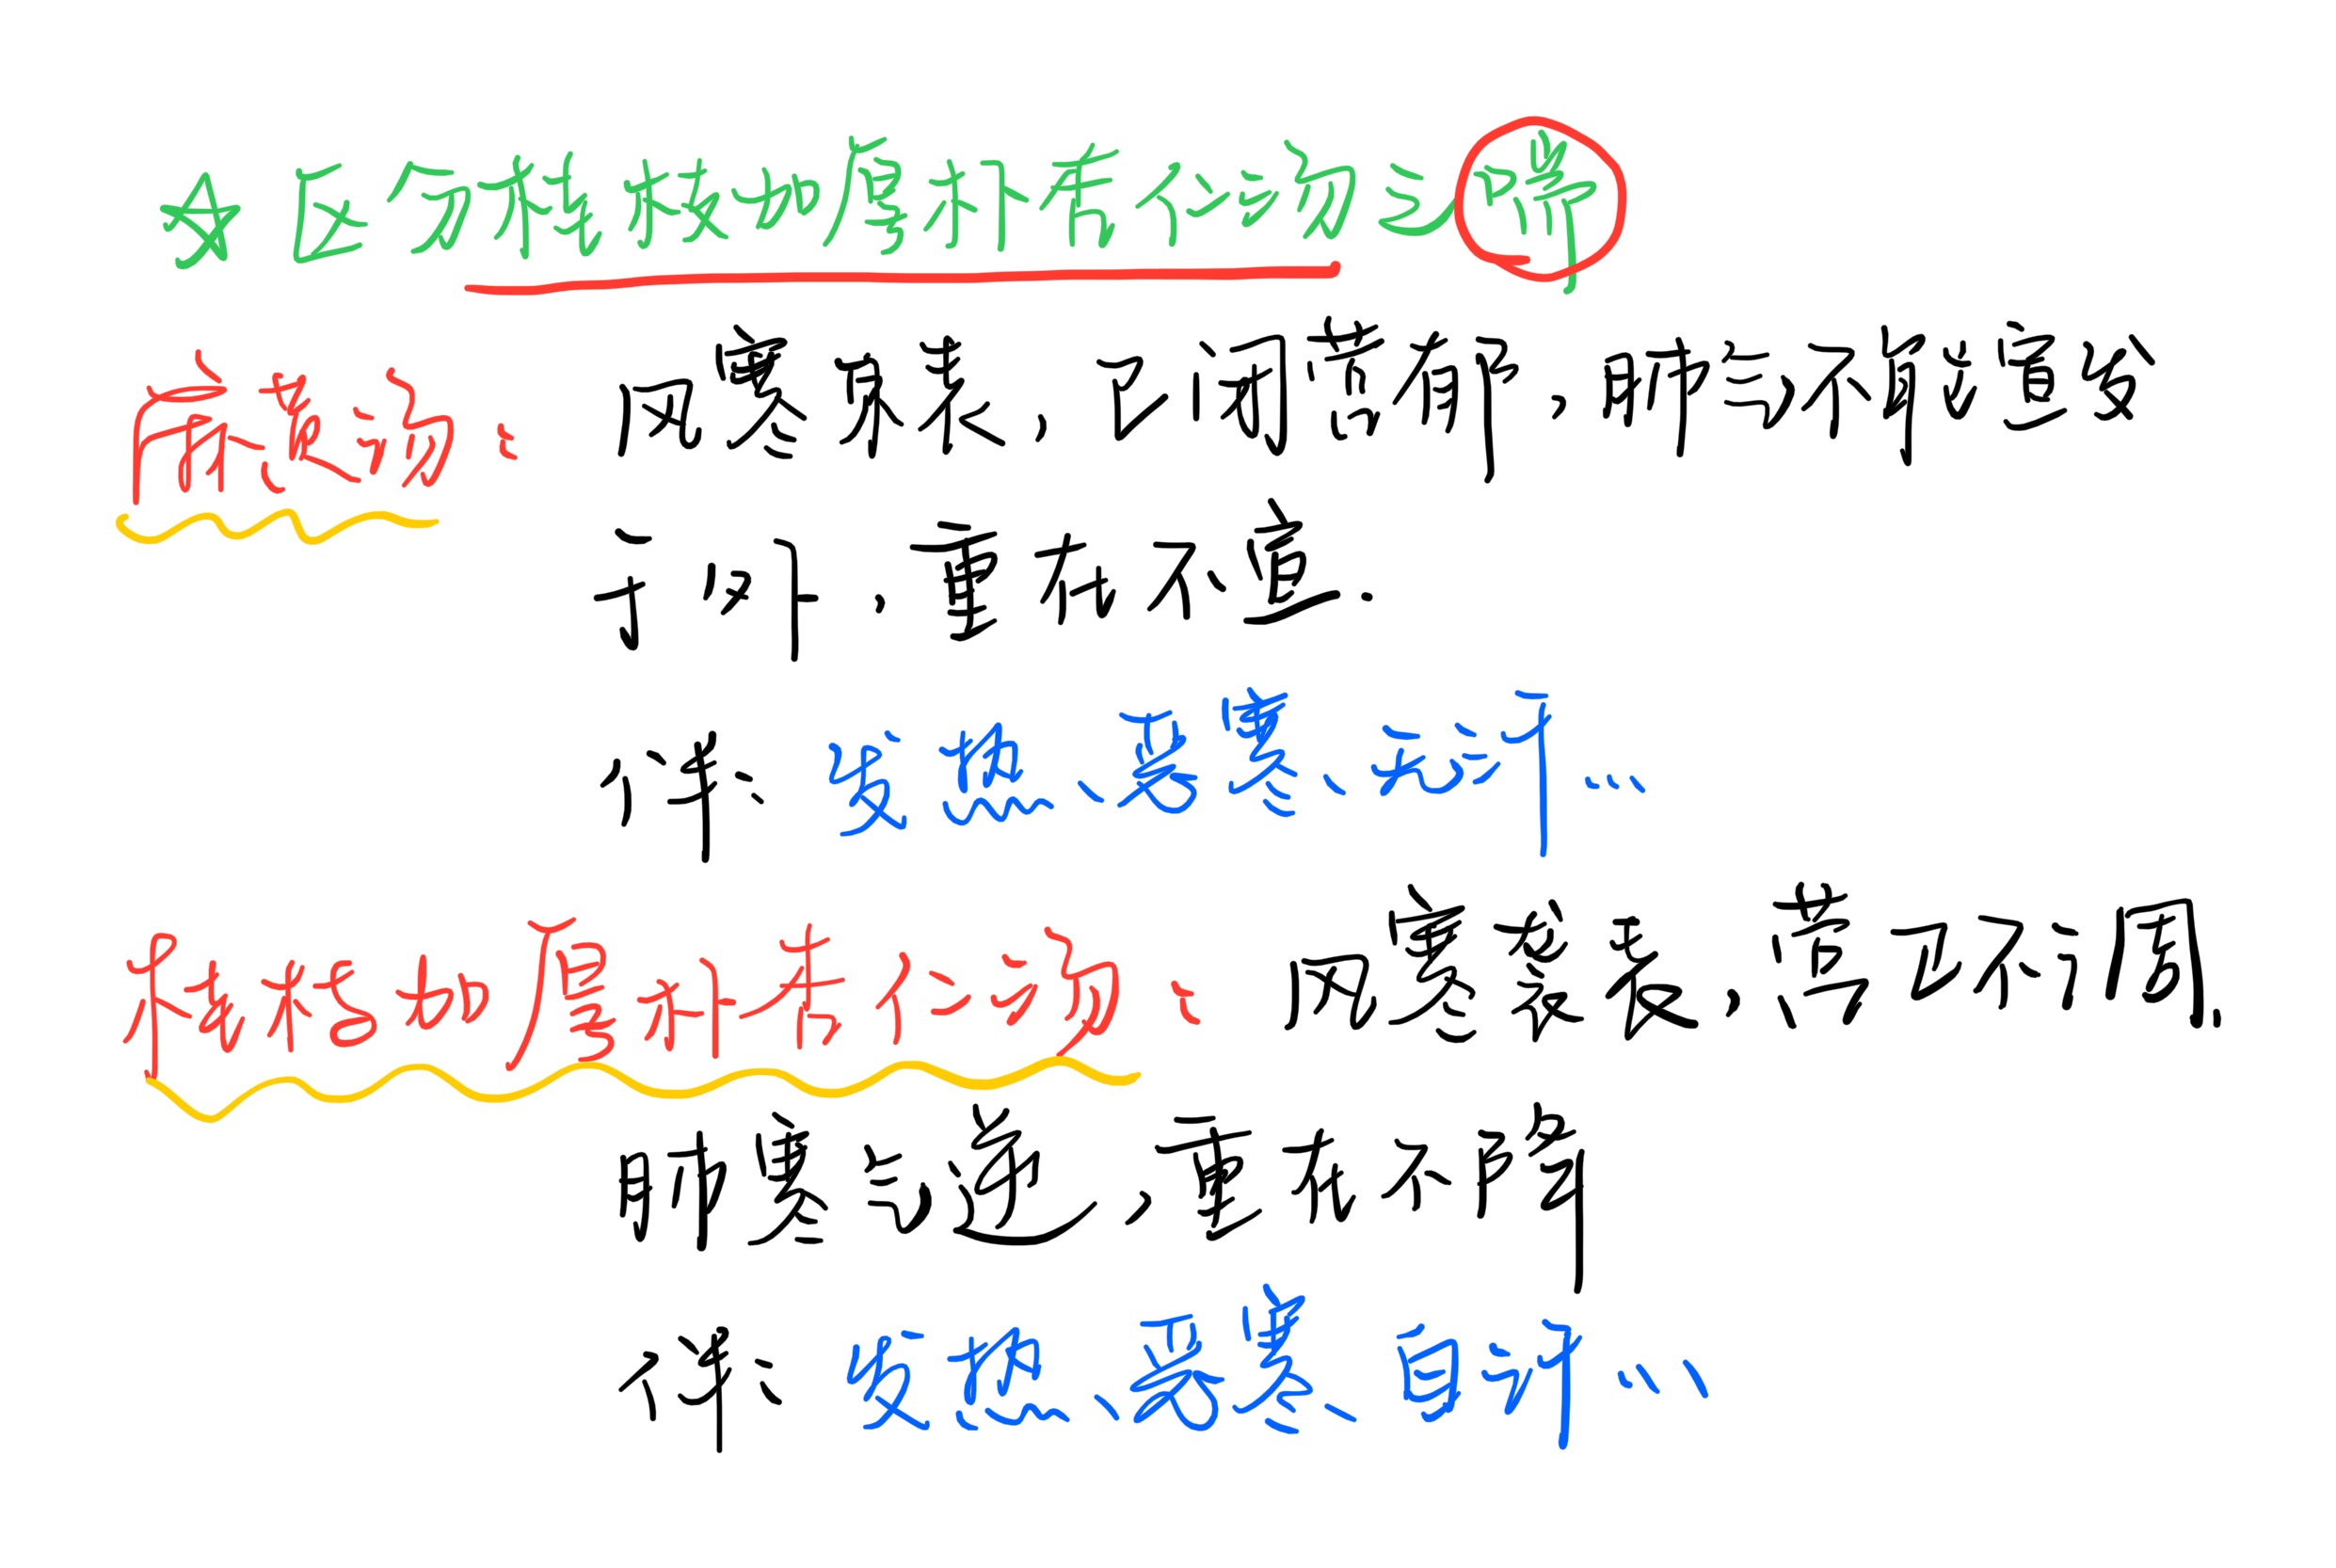 ☆区分桂枝加厚朴杏仁汤之喘
麻黄汤：风寒束表，卫闭营郁，肺气不能宣发
于外，重在不宣.
伴：发热、恶寒、无汗...
桂枝加厚朴杏仁汤：风寒袭表，营卫不调，
肺寒气逆，重在不降
伴：发热、恶寒、自汗...